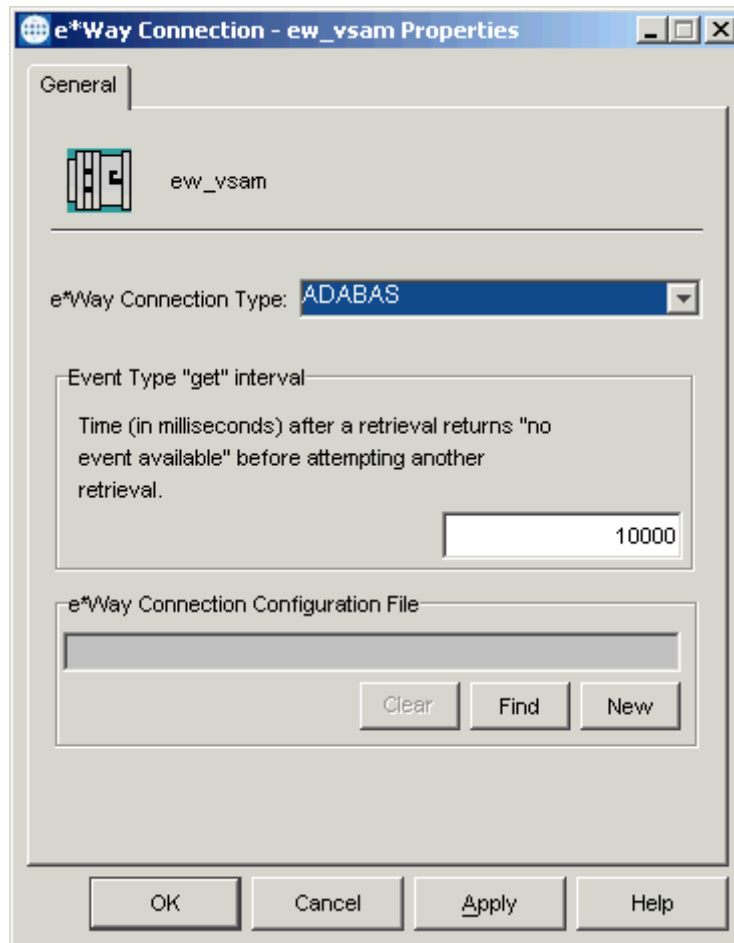 e*Way Connection - ew_vsam Properties
General
ew_vsam
e*Way Connection Type: ADABAS
Event Type "get" interval
Time (in milliseconds) after a retrieval returns "no
event available" before attempting another
retrieval.
10000
e*Way Connection Configuration File
Clear Find New
OK Cancel Apply Help